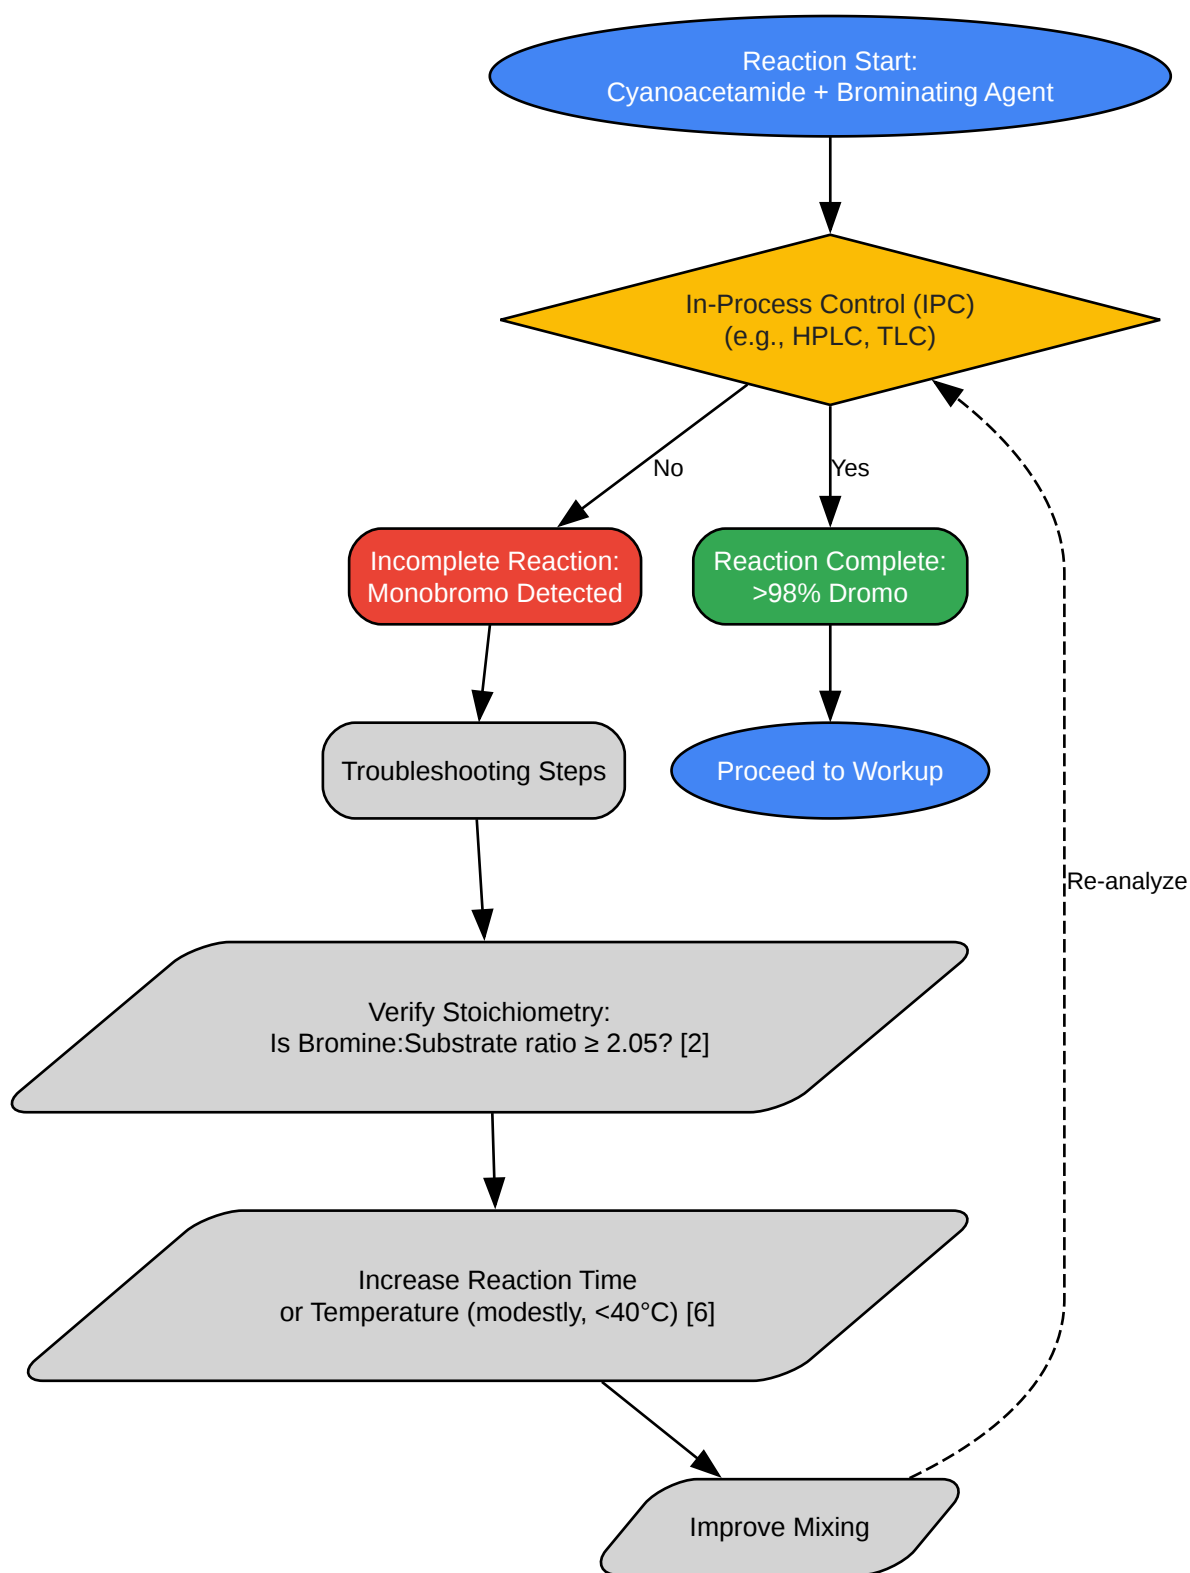 Reaction Start:
Cyanoacetamide + Brominating Agent
In-Process Control (IPC)
(e.g., HPLC, TLC)
No
Yes
Incomplete Reaction:
Monobromo Detected
Reaction Complete:
>98% Dromo
Troubleshooting Steps
Proceed to Workup
Re-analyze
Verify Stoichiometry:
Is Bromine:Substrate ratio ≥ 2.05? [2]
Increase Reaction Time
or Temperature (modestly, <40°C) [6]
Improve Mixing